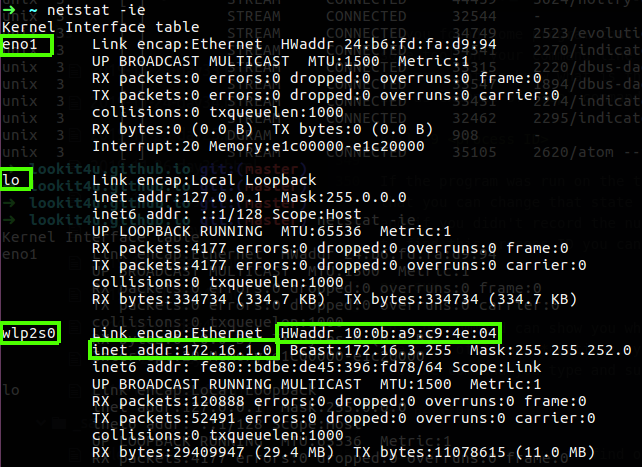 ➜ ~ netstat -ie
Kernel Interface table
eno1 Link encap:Ethernet HWaddr 24:b6:fd:fa:d9:94
UP BROADCAST MULTICAST MTU:1500 Metric:1
RX packets:0 errors:0 dropped:0 overruns:0 frame:0
TX packets:0 errors:0 dropped:0 overruns:0 carrier:0
collisions:0 txqueuelen:1000
RX bytes:0 (0.0 B) TX bytes:0 (0.0 B)
Interrupt:20 Memory:e1c00000-e1c20000
lo Link encap:Local Loopback
inet addr:127.0.0.1 Mask:255.0.0.0
inet6 addr: ::1/128 Scope:Host
UP LOOPBACK RUNNING MTU:65536 Metric:1
RX packets:4177 errors:0 dropped:0 overruns:0 frame:0
TX packets:4177 errors:0 dropped:0 overruns:0 carrier:0
collisions:0 txqueuelen:1000
RX bytes:334734 (334.7 KB) TX bytes:334734 (334.7 KB)
wlp2s0 Link encap:Ethernet HWaddr 10:0b:a9:c9:4e:04
inet addr:172.16.1.0 Bcast:172.16.3.255 Mask:255.255.252.0
inet6 addr: fe80::bdbe:de45:396:fd78/64 Scope:Link
UP BROADCAST RUNNING MULTICAST MTU:1500 Metric:1
RX packets:120888 errors:0 dropped:0 overruns:0 frame:0
TX packets:52491 errors:0 dropped:0 overruns:0 carrier:0
collisions:0 txqueuelen:1000
RX bytes:29409947 (29.4 MB) TX bytes:11078615 (11.0 MB)